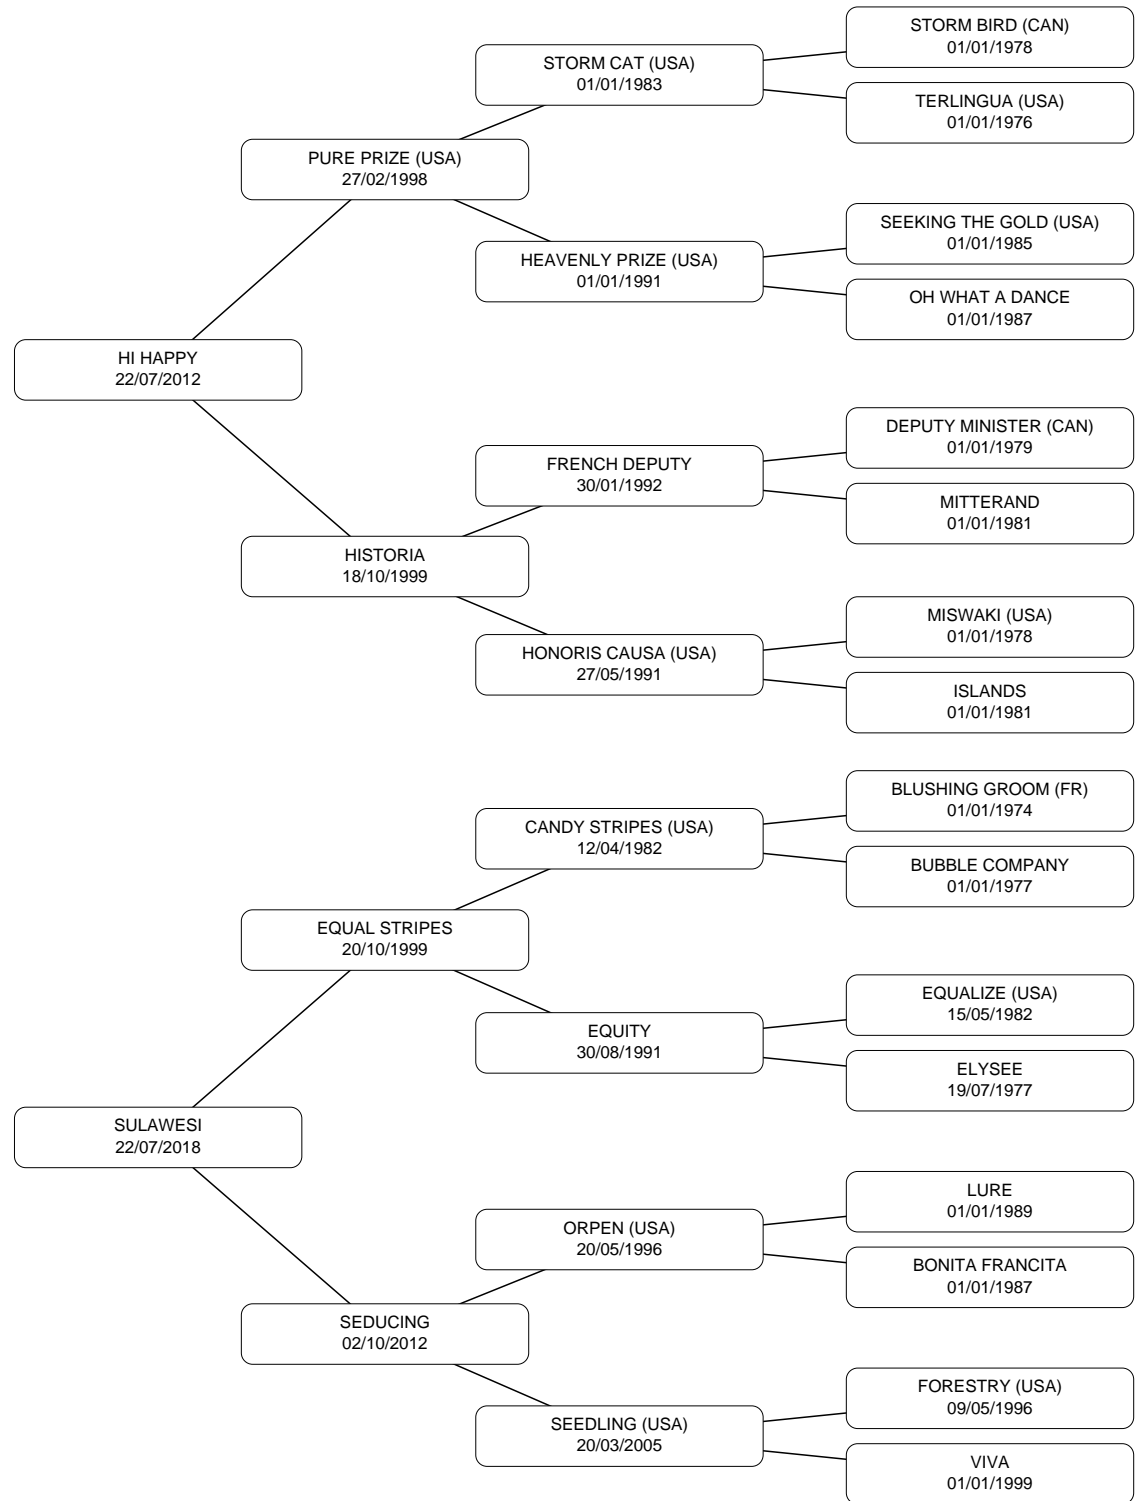 STORM BIRD (CAN)
01/01/1978
STORM CAT (USA)
01/01/1983
TERLINGUA (USA)
01/01/1976
PURE PRIZE (USA)
27/02/1998
SEEKING THE GOLD (USA)
01/01/1985
HEAVENLY PRIZE (USA)
01/01/1991
OH WHAT A DANCE
01/01/1987
HI HAPPY
22/07/2012
DEPUTY MINISTER (CAN)
01/01/1979
FRENCH DEPUTY
30/01/1992
MITTERAND
01/01/1981
HISTORIA
18/10/1999
MISWAKI (USA)
01/01/1978
HONORIS CAUSA (USA)
27/05/1991
ISLANDS
01/01/1981
BLUSHING GROOM (FR)
01/01/1974
CANDY STRIPES (USA)
12/04/1982
BUBBLE COMPANY
01/01/1977
EQUAL STRIPES
20/10/1999
EQUALIZE (USA)
15/05/1982
EQUITY
30/08/1991
ELYSEE
19/07/1977
SULAWESI
22/07/2018
LURE
01/01/1989
ORPEN (USA)
20/05/1996
BONITA FRANCITA
01/01/1987
SEDUCING
02/10/2012
FORESTRY (USA)
09/05/1996
SEEDLING (USA)
20/03/2005
VIVA
01/01/1999